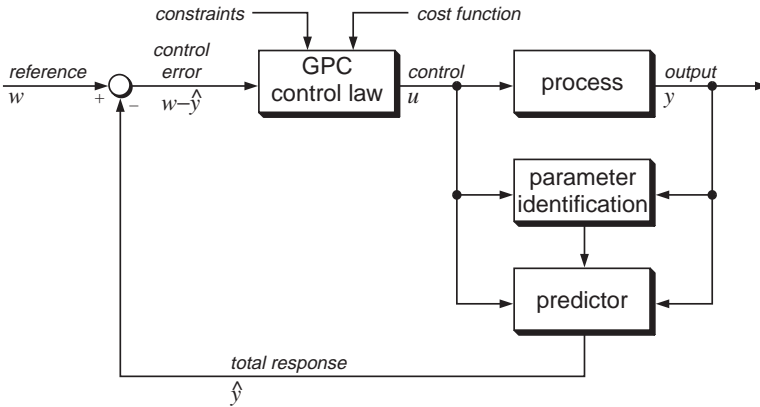 constraints
cost function
reference
w
+
−
control
error
w−ŷ
GPC
control law
control
u
process
output
y
parameter
identification
predictor
total response
ŷ